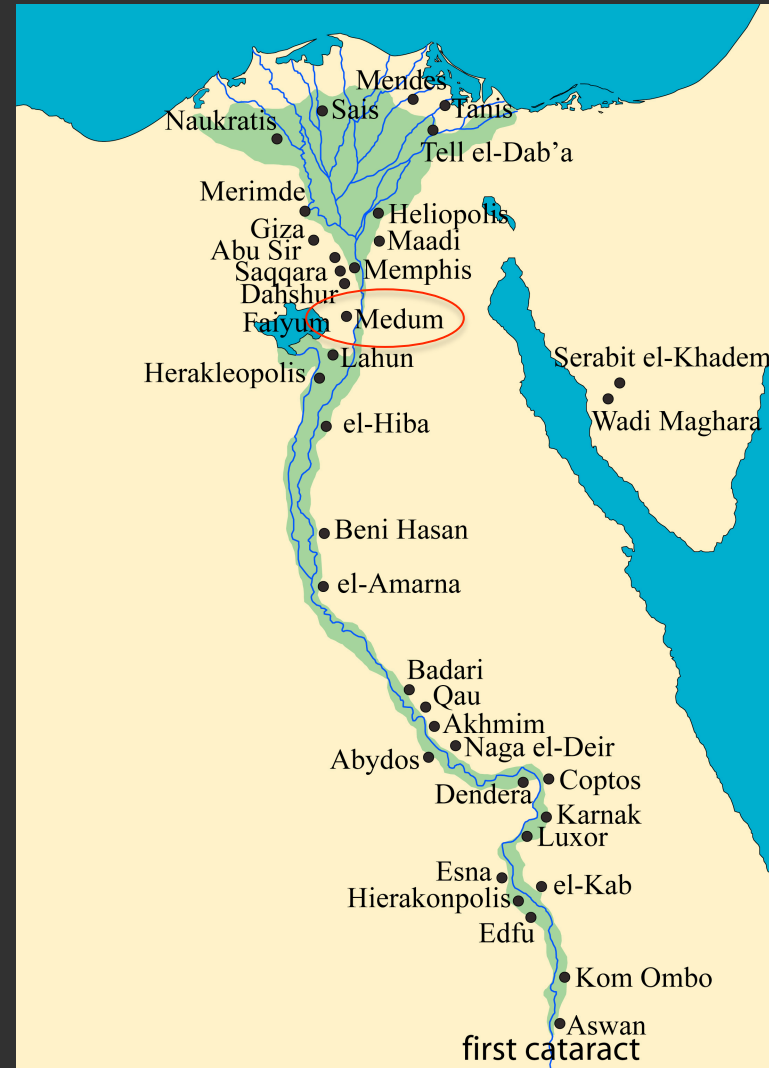 Mendes
Sais
Tanis
Naukratis
Tell el-Dab’a
Merimde
Heliopolis
Giza
Maadi
Abu Sir
Saqqara
Memphis
Dahshur
Faiyum
Medum
Lahun
Serabit el-Khadem
Herakleopolis
Wadi Maghara
el-Hiba
Beni Hasan
el-Amarna
Badari
Qau
Akhmim
Naga el-Deir
Abydos
Coptos
Dendera
Karnak
Luxor
Esna
el-Kab
Hierakonpolis
Edfu
Kom Ombo
Aswan
first cataract